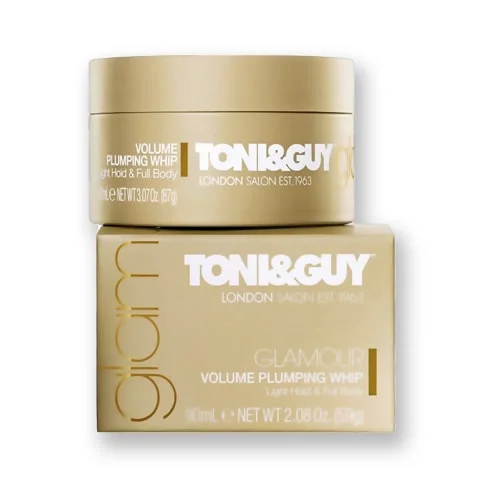 VOLUME
PLUMPING WHIP
Light Hold & Full Body
NET WT 3.07 Oz. (87g)
TONI&GUY
LONDON SALON EST.1963
glam
TONI&GUY
LONDON SALON EST. 1963
GLAMOUR
VOLUME PLUMPING WHIP
Light Hold & Full Body
90mL e NET WT 2.08 Oz. (59g)